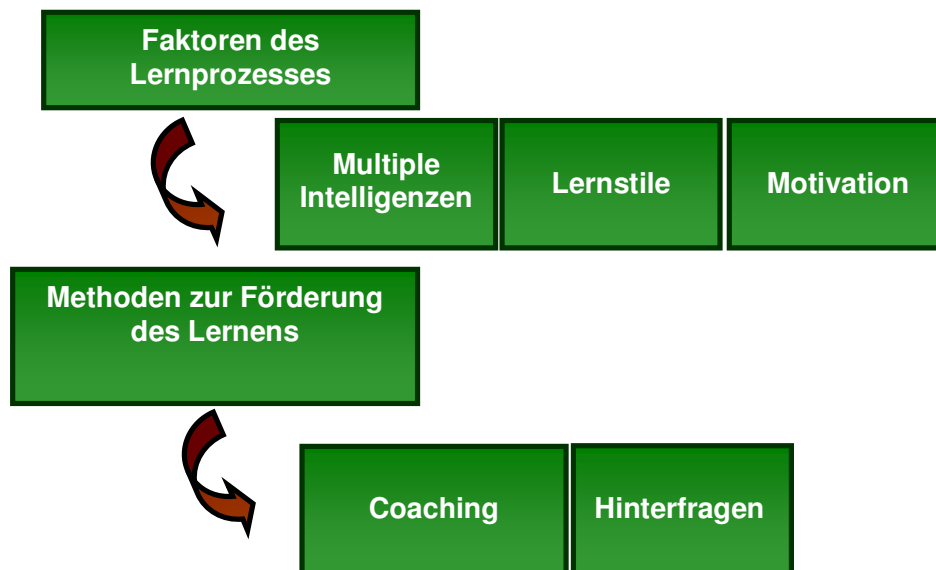 Faktoren des
Lernprozesses
Multiple
Intelligenzen
Lernstile
Motivation
Methoden zur Förderung
des Lernens
Coaching
Hinterfragen